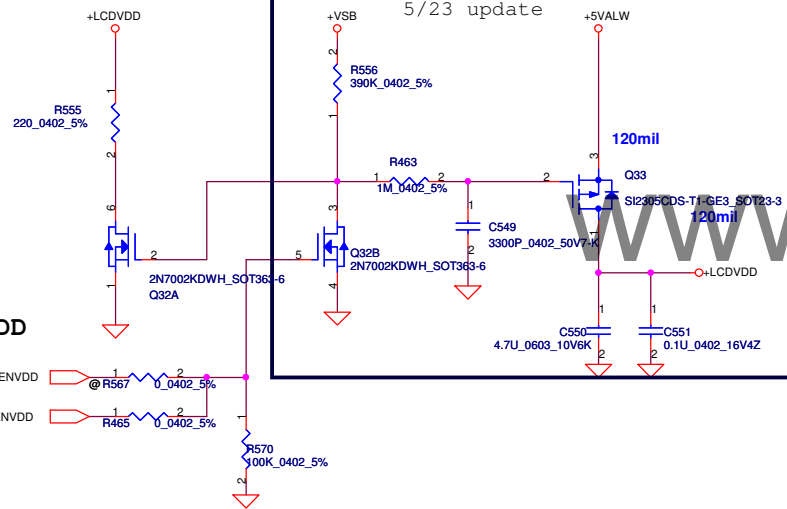 5/23 update
+LCDVDD
+VSB
+5VALW
2
R556
390K_0402_5%
1
1
R555
220_0402_5%
2
120mil
3
R463
1 2
1M_0402_5%
2
Q33
SI2305CDS-T1-GE3_SOT23-3
120mil
WWW
1
6
2
1
2N7002KDWH_SOT363-6
Q32A
3
5
4
Q32B
2N7002KDWH_SOT363-6
1
C549
3300P_0402_50V7-K
2
+LCDVDD
1
C550
4.7U_0603_10V6K
2
1
C551
0.1U_0402_16V4Z
2
DD
ENVDD
1 2
@ R567 0_0402_5%
NVDD
1 2
R465 0_0402_5%
1
R570
100K_0402_5%
2